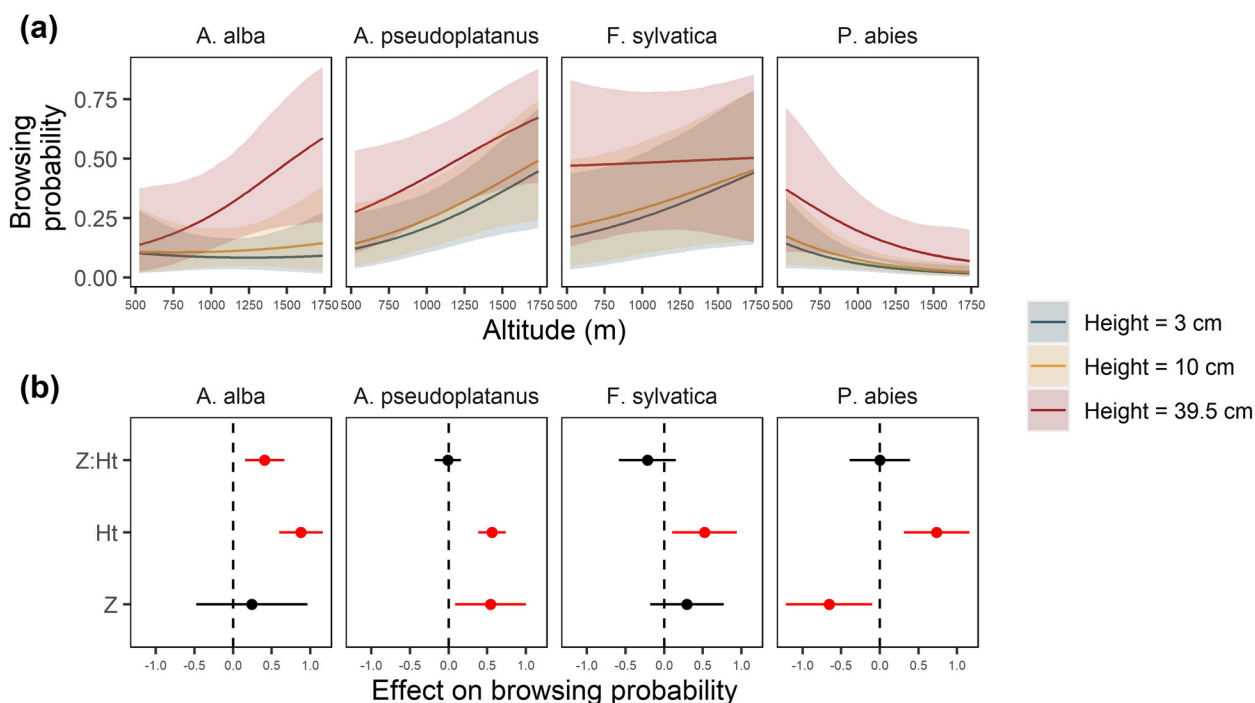 (a)
A. alba A. pseudoplatanus F. sylvatica P. abies
Browsing
probability
0.75
0.50
0.25
0.00
500 750 1000 1250 1500 1750 500 750 1000 1250 1500 1750 500 750 1000 1250 1500 1750 500 750 1000 1250 1500 1750
Altitude (m)
Height = 3 cm
Height = 10 cm
Height = 39.5 cm
(b)
A. alba A. pseudoplatanus F. sylvatica P. abies
Z:Ht
Ht
Z
-1.0 -0.5 0.0 0.5 1.0 -1.0 -0.5 0.0 0.5 1.0 -1.0 -0.5 0.0 0.5 1.0 -1.0 -0.5 0.0 0.5 1.0
Effect on browsing probability